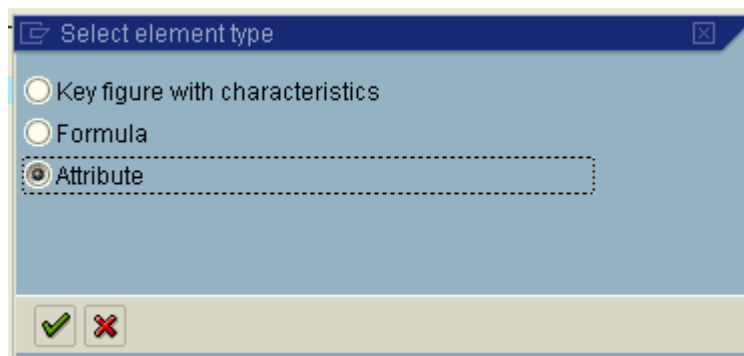 Select element type
Key figure with characteristics
Formula
Attribute